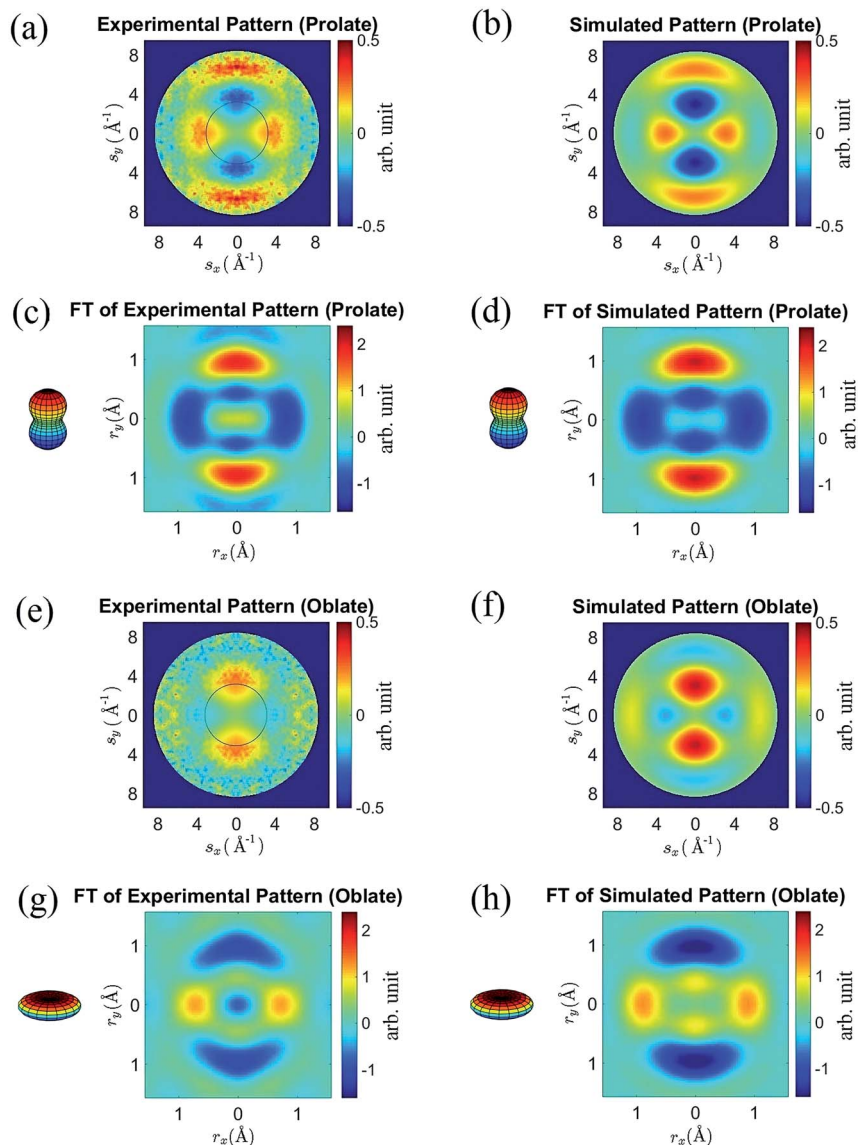 (a)
Experimental Pattern (Prolate)
8
4
0
4
8
8 4 0 4 8
s_y ( Å⁻¹)
s_x ( Å⁻¹)
0.5
0
-0.5
arb. unit
(b)
Simulated Pattern (Prolate)
8
4
0
4
8
8 4 0 4 8
s_y ( Å⁻¹)
s_x ( Å⁻¹)
0.5
0
-0.5
arb. unit
(c)
FT of Experimental Pattern (Prolate)
1
0
1
1 0 1
r_y (Å)
r_x (Å)
2
1
0
-1
arb. unit
(d)
FT of Simulated Pattern (Prolate)
1
0
1
1 0 1
r_y (Å)
r_x (Å)
2
1
0
-1
arb. unit
(e)
Experimental Pattern (Oblate)
8
4
0
4
8
8 4 0 4 8
s_y ( Å⁻¹)
s_x ( Å⁻¹)
0.5
0
-0.5
arb. unit
(f)
Simulated Pattern (Oblate)
8
4
0
4
8
8 4 0 4 8
s_y ( Å⁻¹)
s_x ( Å⁻¹)
0.5
0
-0.5
arb. unit
(g)
FT of Experimental Pattern (Oblate)
1
0
1
1 0 1
r_y (Å)
r_x (Å)
2
1
0
-1
arb. unit
(h)
FT of Simulated Pattern (Oblate)
1
0
1
1 0 1
r_y (Å)
r_x (Å)
2
1
0
-1
arb. unit